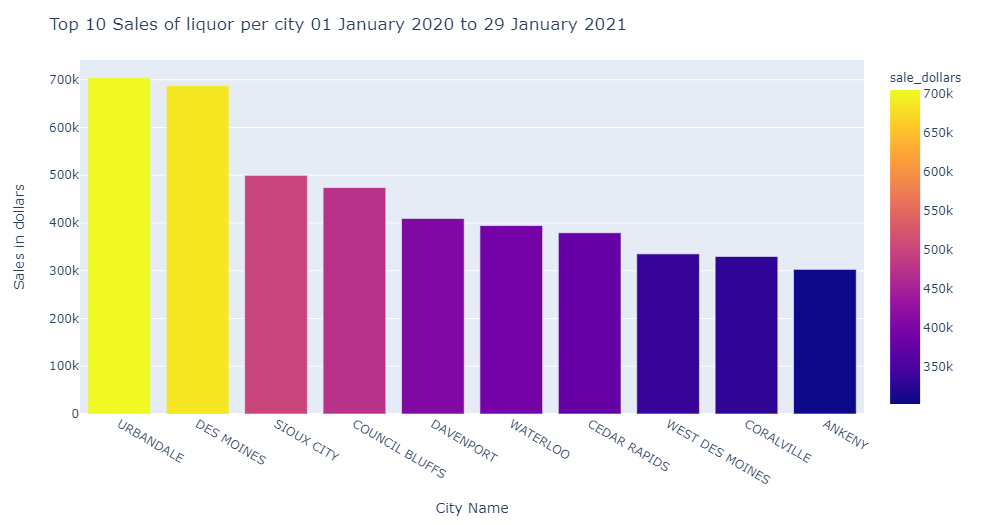 Top 10 Sales of liquor per city 01 January 2020 to 29 January 2021
Sales in dollars
700k
600k
500k
400k
300k
200k
100k
0
URBANDALE
DES MOINES
SIOUX CITY
COUNCIL BLUFFS
DAVENPORT
WATERLOO
CEDAR RAPIDS
WEST DES MOINES
CORALVILLE
ANKENY
City Name
sale_dollars
700k
650k
600k
550k
500k
450k
400k
350k